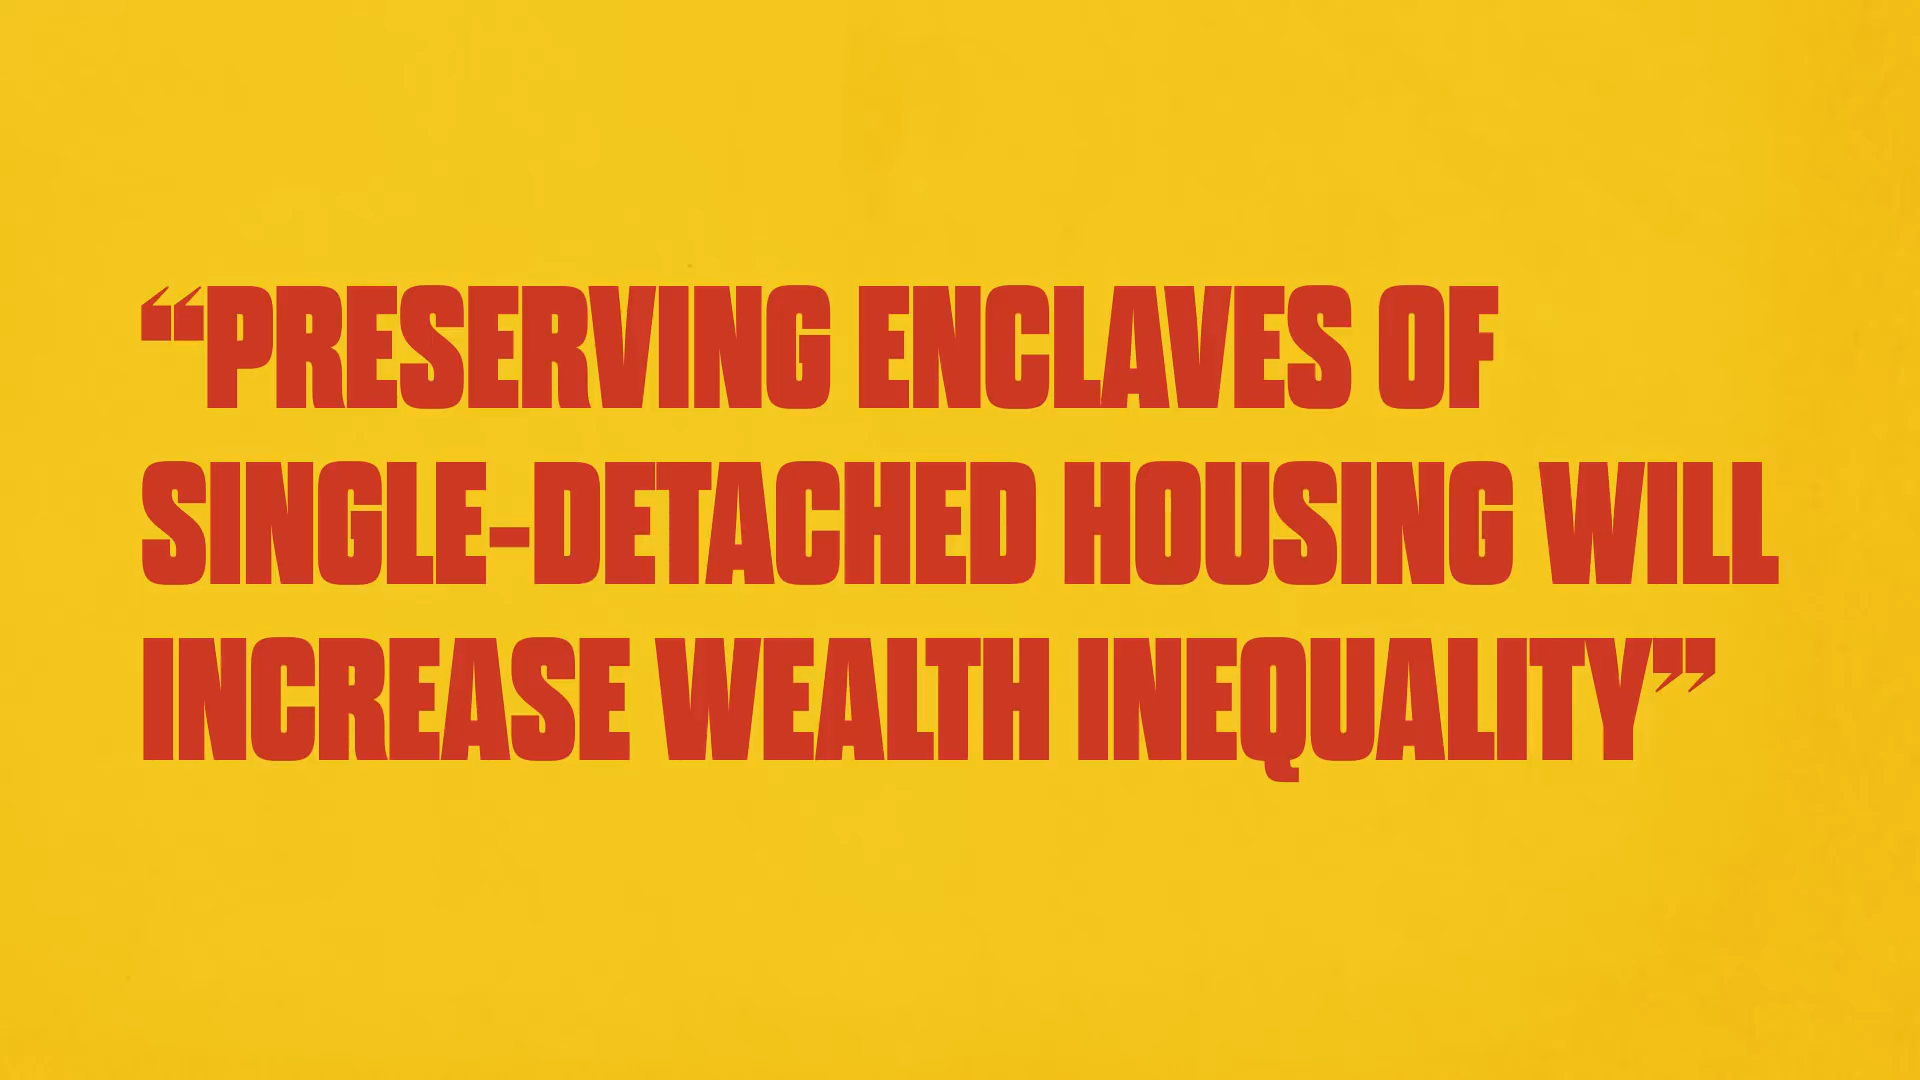 “PRESERVING ENCLAVES OF
SINGLE-DETACHED HOUSING WILL
INCREASE WEALTH INEQUALITY”